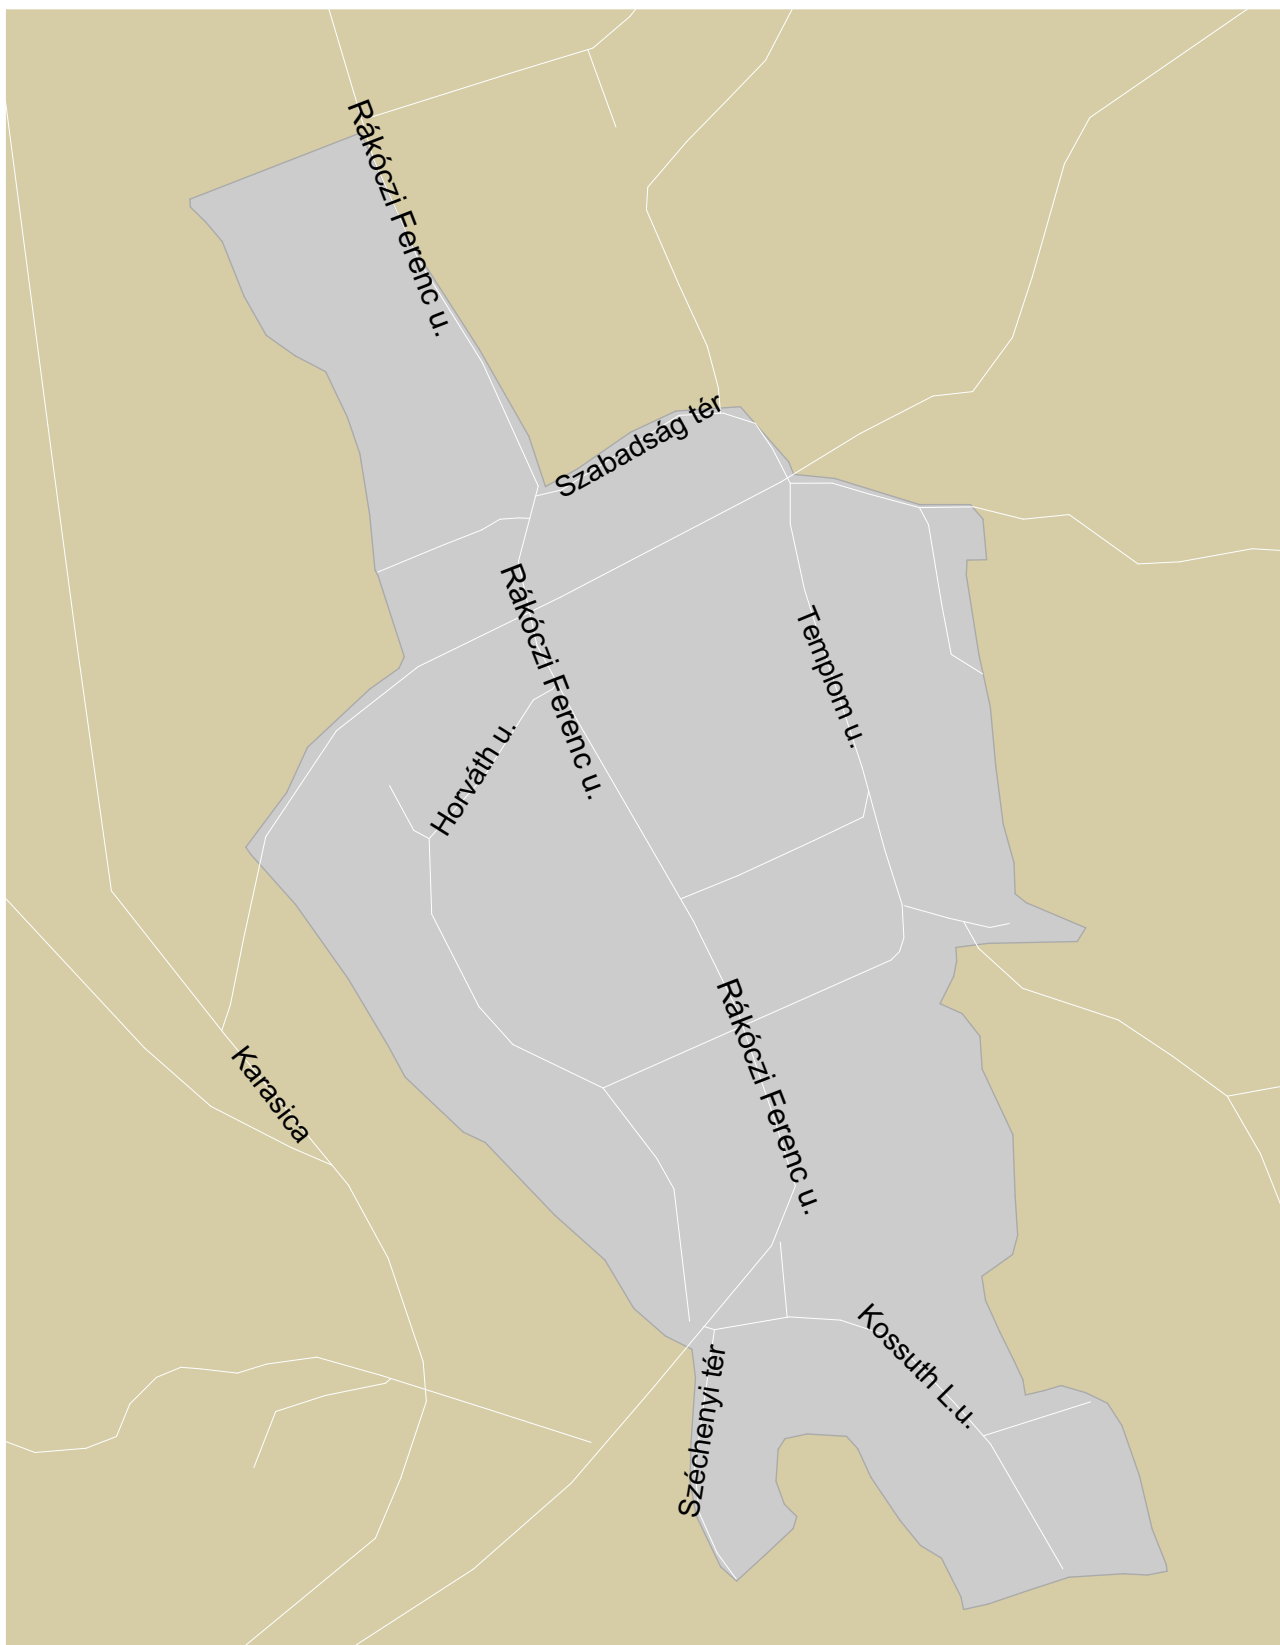 Rákóczi Ferenc u.
Szabadság tér
Rákóczi Ferenc u.
Templom u.
Horváth u.
Rákóczi Ferenc u.
Karasica
Kossuth L.u.
Széchenyi tér